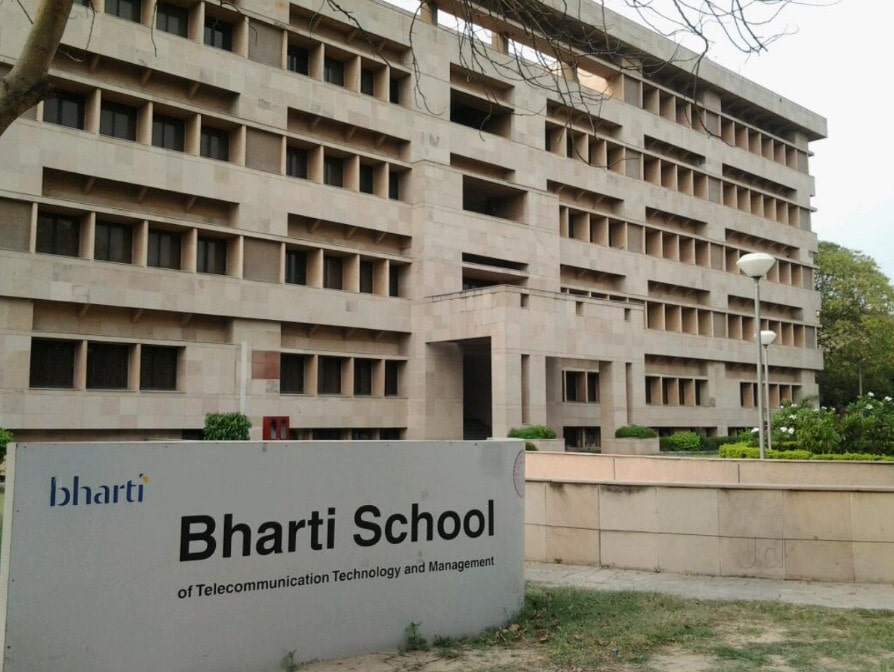 bharti
Bharti School
of Telecommunication Technology and Management